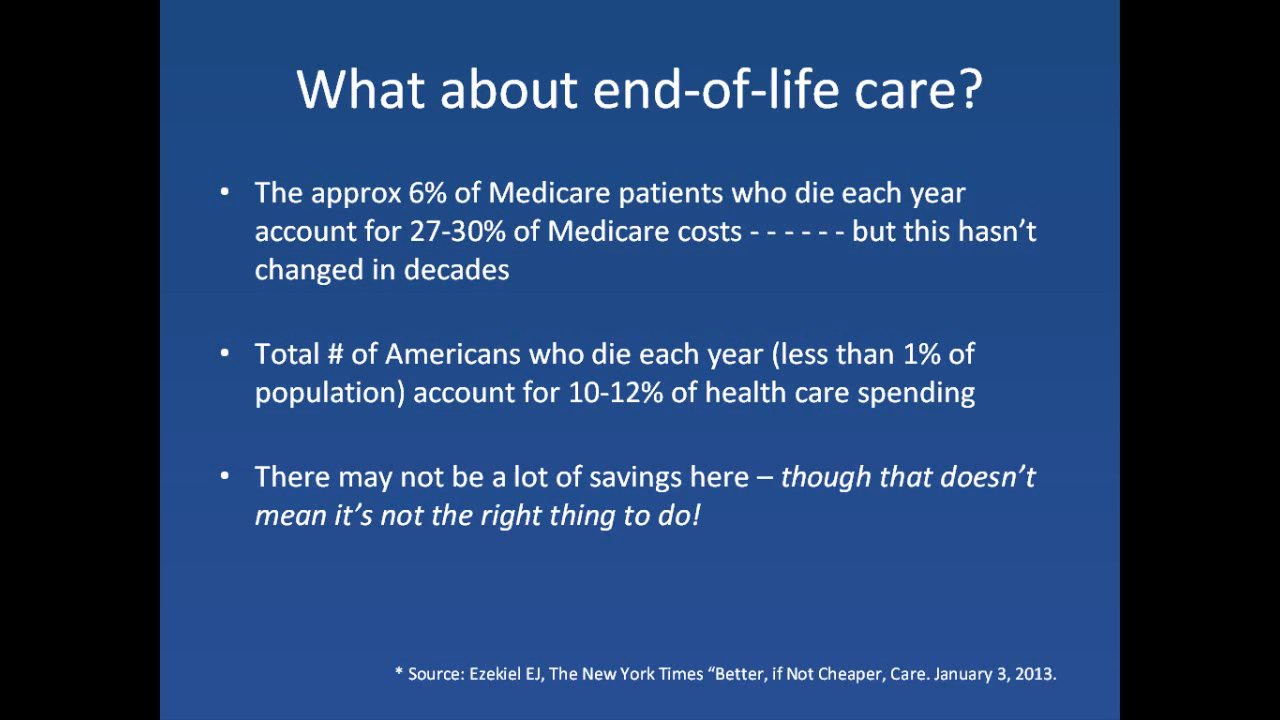 What about end-of-life care?
• The approx 6% of Medicare patients who die each year
account for 27-30% of Medicare costs - - - - - - but this hasn’t
changed in decades
• Total # of Americans who die each year (less than 1% of
population) account for 10-12% of health care spending
• There may not be a lot of savings here – though that doesn’t
mean it’s not the right thing to do!
* Source: Ezekiel EJ, The New York Times “Better, if Not Cheaper, Care. January 3, 2013.